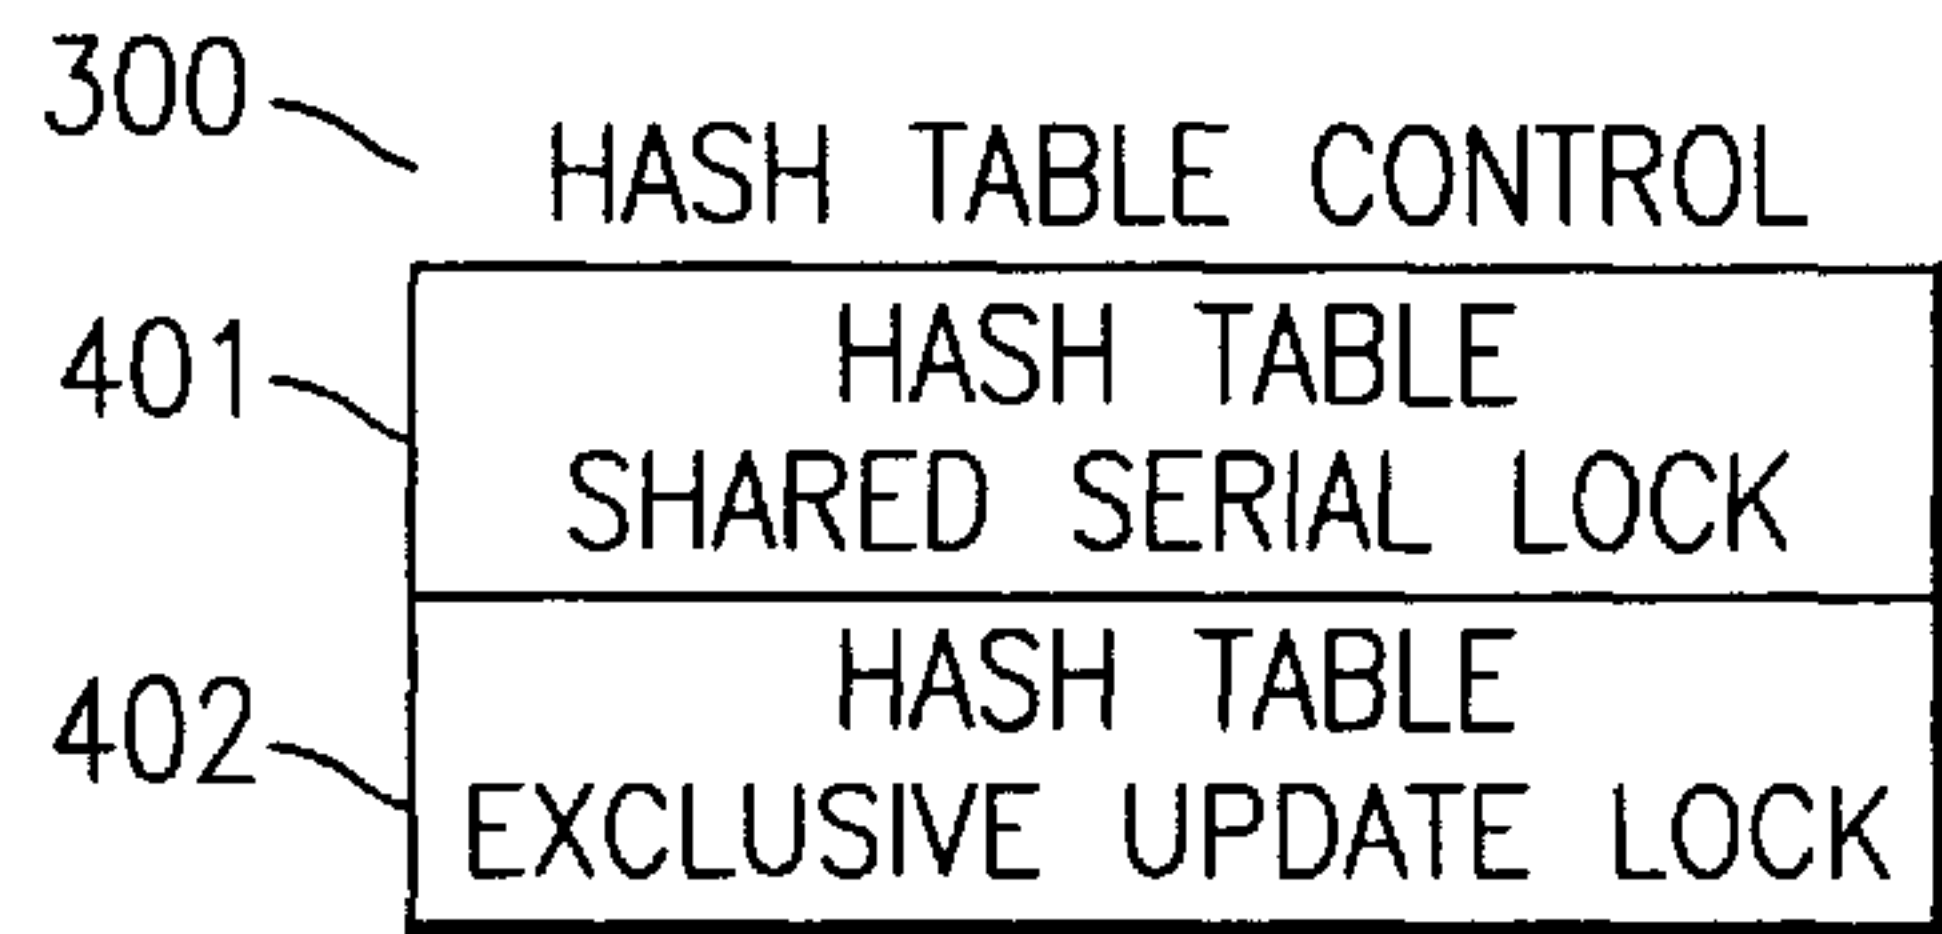 300
HASH TABLE CONTROL
401
HASH TABLE
SHARED SERIAL LOCK
402
HASH TABLE
EXCLUSIVE UPDATE LOCK